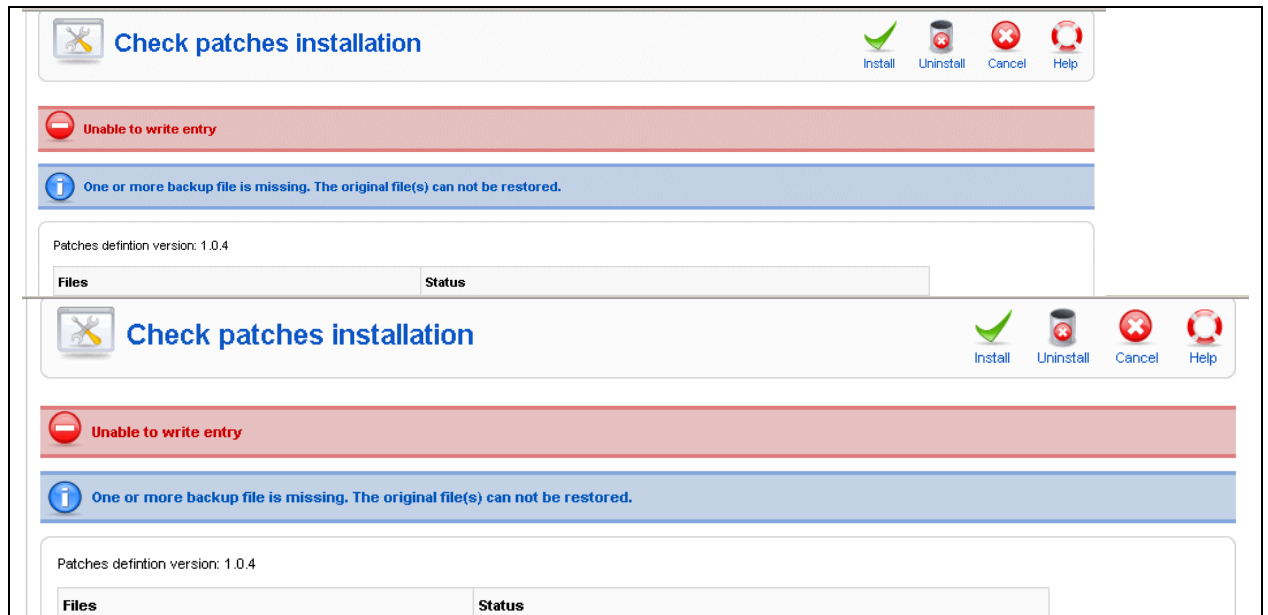 Check patches installation
Install Uninstall Cancel Help
Unable to write entry
One or more backup file is missing. The original file(s) can not be restored.
Patches defintion version: 1.0.4
Files Status
Check patches installation
Install Uninstall Cancel Help
Unable to write entry
One or more backup file is missing. The original file(s) can not be restored.
Patches defintion version: 1.0.4
Files Status